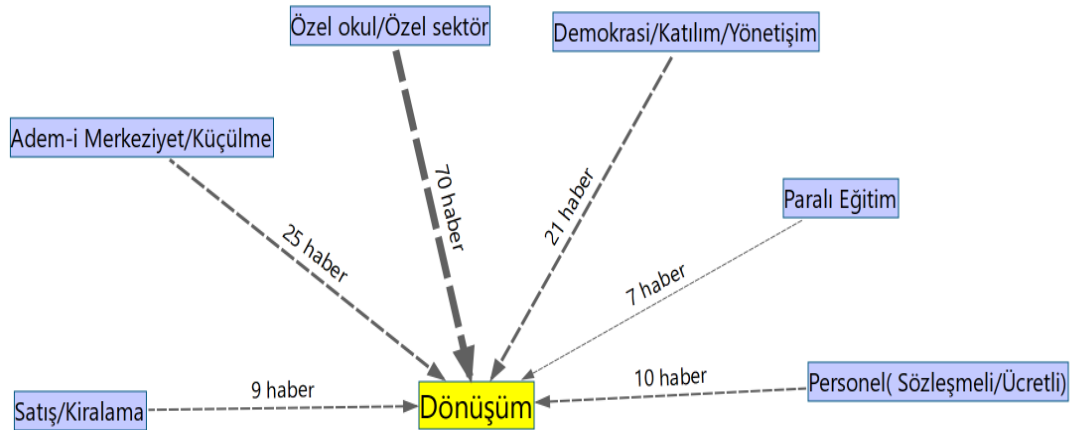 Özel okul/Özel sektör
Demokrasi/Katılım/Yönetişim
Adem-i Merkeziyet/Küçülme
Paralı Eğitim
70 haber
21 haber
25 haber
7 haber
Personel( Sözleşmeli/Ücretli)
10 haber
9 haber
Satış/Kiralama
Dönüşüm